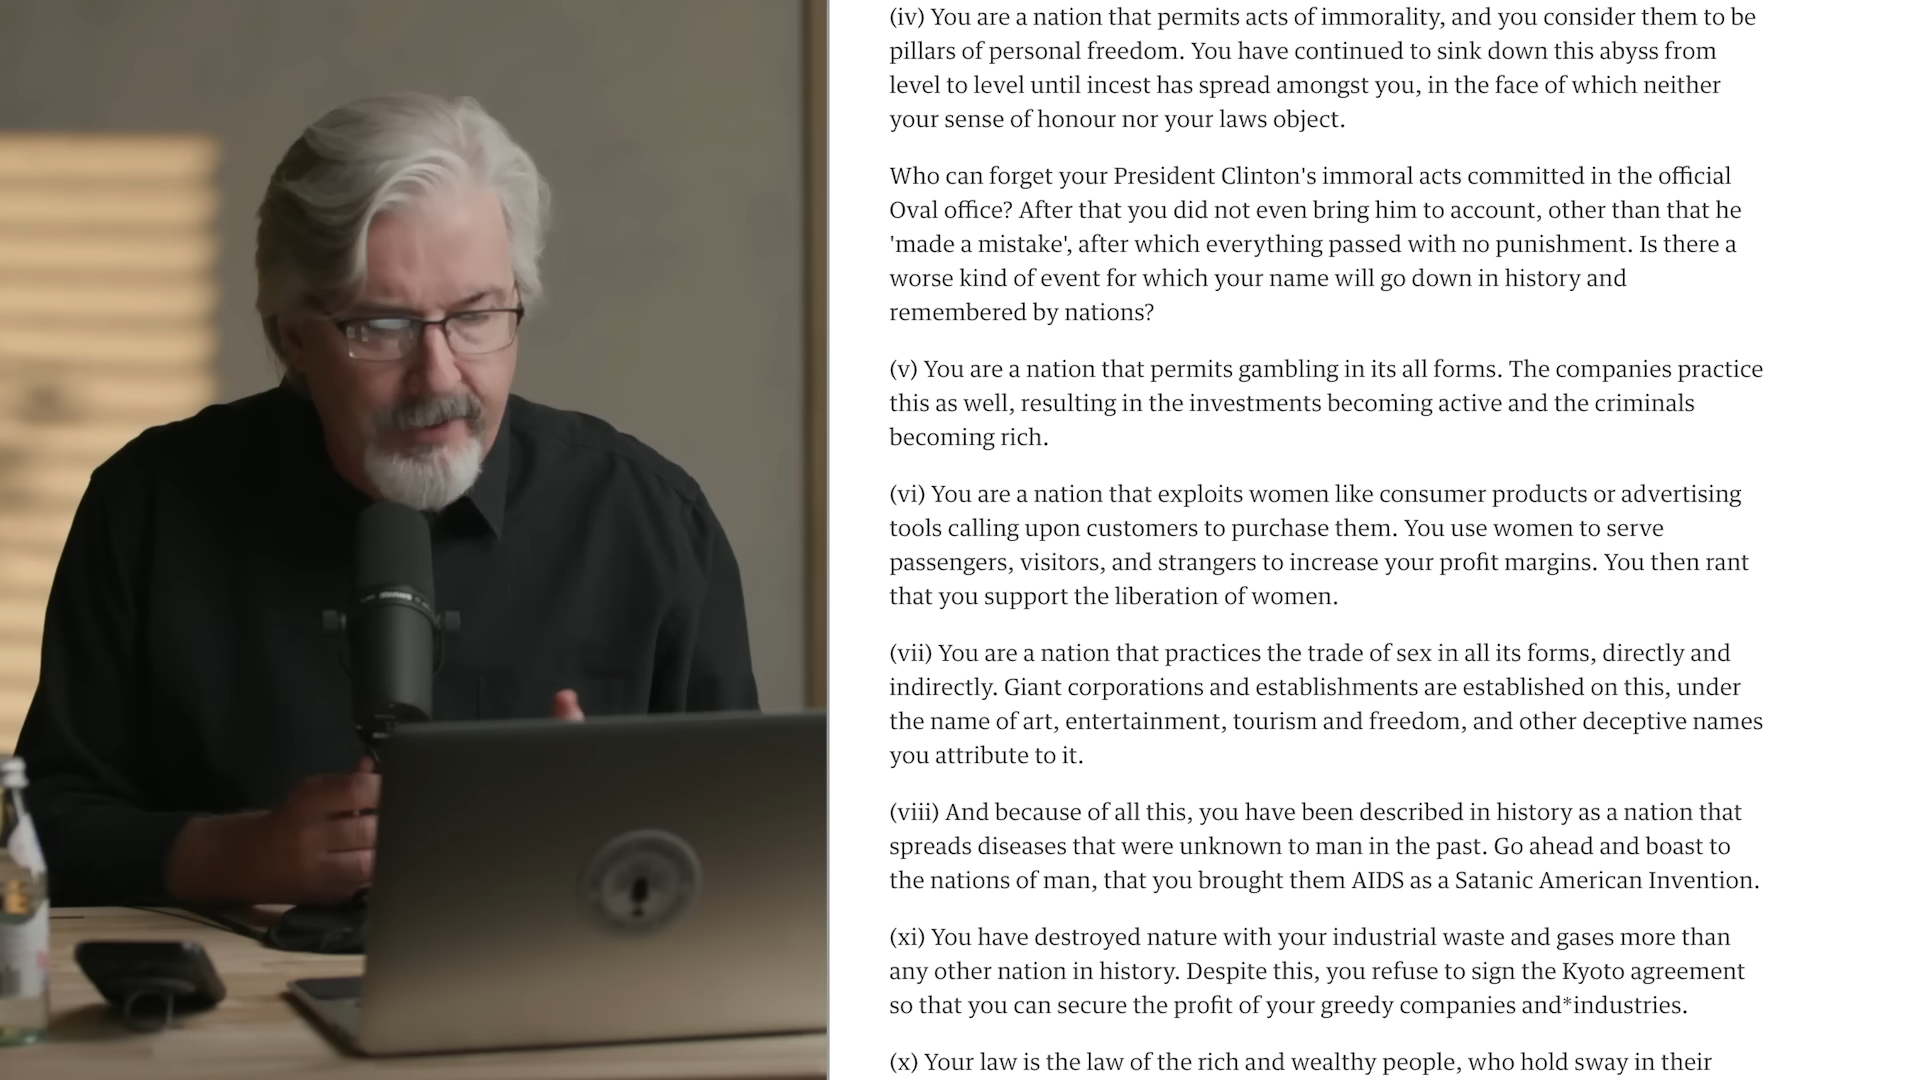 (iv) You are a nation that permits acts of immorality, and you consider them to be
pillars of personal freedom. You have continued to sink down this abyss from
level to level until incest has spread amongst you, in the face of which neither
your sense of honour nor your laws object.
Who can forget your President Clinton's immoral acts committed in the official
Oval office? After that you did not even bring him to account, other than that he
'made a mistake', after which everything passed with no punishment. Is there a
worse kind of event for which your name will go down in history and
remembered by nations?
(v) You are a nation that permits gambling in its all forms. The companies practice
this as well, resulting in the investments becoming active and the criminals
becoming rich.
(vi) You are a nation that exploits women like consumer products or advertising
tools calling upon customers to purchase them. You use women to serve
passengers, visitors, and strangers to increase your profit margins. You then rant
that you support the liberation of women.
(vii) You are a nation that practices the trade of sex in all its forms, directly and
indirectly. Giant corporations and establishments are established on this, under
the name of art, entertainment, tourism and freedom, and other deceptive names
you attribute to it.
(viii) And because of all this, you have been described in history as a nation that
spreads diseases that were unknown to man in the past. Go ahead and boast to
the nations of man, that you brought them AIDS as a Satanic American Invention.
(xi) You have destroyed nature with your industrial waste and gases more than
any other nation in history. Despite this, you refuse to sign the Kyoto agreement
so that you can secure the profit of your greedy companies and*industries.
(x) Your law is the law of the rich and wealthy people, who hold sway in their